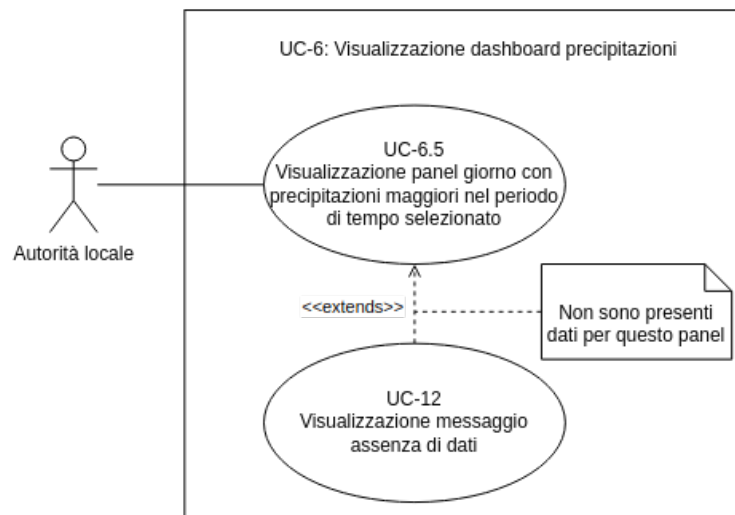 UC-6: Visualizzazione dashboard precipitazioni
UC-6.5
Visualizzazione panel giorno con
precipitazioni maggiori nel periodo
di tempo selezionato
Autorità locale
<<extends>>
Non sono presenti
dati per questo panel
UC-12
Visualizzazione messaggio
assenza di dati